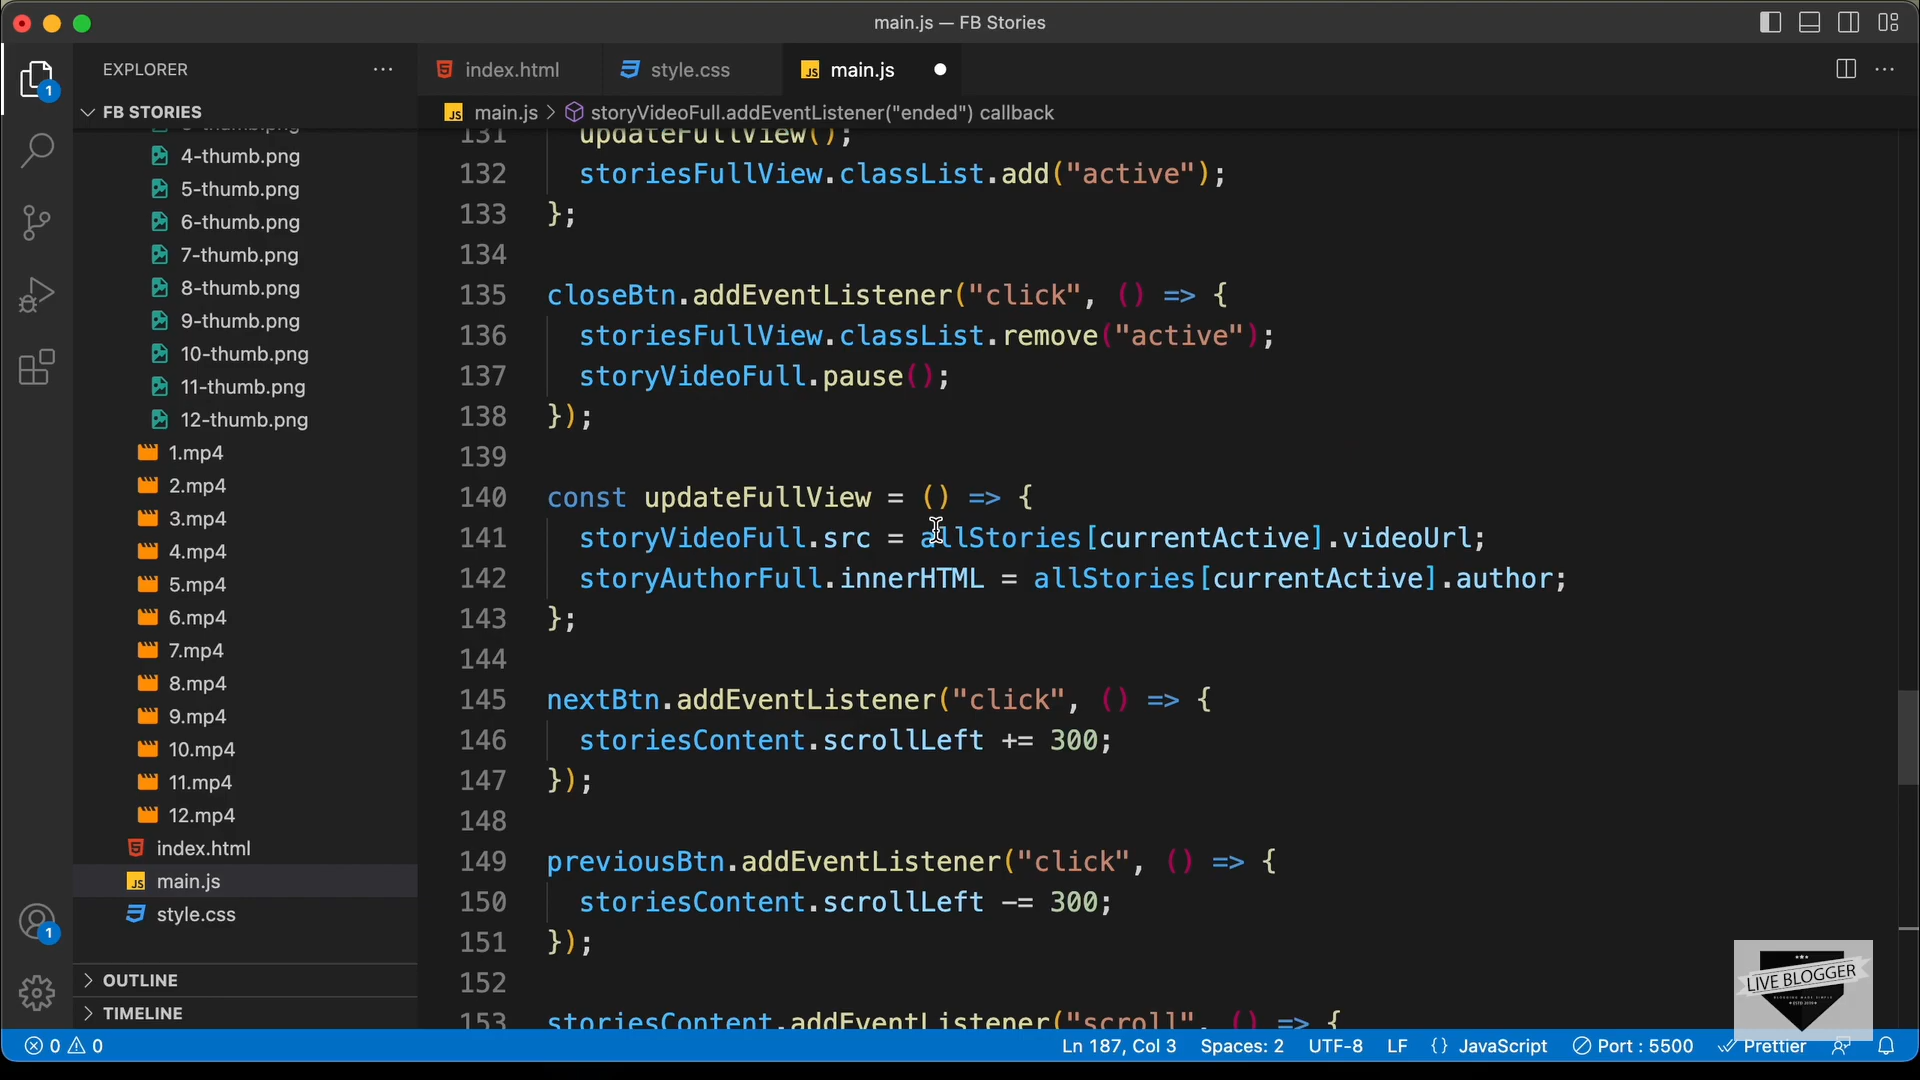 main.js — FB Stories
EXPLORER
index.html
style.css
main.js
FB STORIES
main.js > storyVideoFull.addEventListener("ended") callback
4-thumb.png
5-thumb.png
6-thumb.png
7-thumb.png
8-thumb.png
9-thumb.png
10-thumb.png
11-thumb.png
12-thumb.png
1.mp4
2.mp4
3.mp4
4.mp4
5.mp4
6.mp4
7.mp4
8.mp4
9.mp4
10.mp4
11.mp4
12.mp4
index.html
main.js
style.css
OUTLINE
TIMELINE
1
1
131 updateFullView();
132 storiesFullView.classList.add("active");
133 };
134
135 closeBtn.addEventListener("click", () => {
136 storiesFullView.classList.remove("active");
137 storyVideoFull.pause();
138 });
139
140 const updateFullView = () => {
141 storyVideoFull.src = allStories[currentActive].videoUrl;
142 storyAuthorFull.innerHTML = allStories[currentActive].author;
143 };
144
145 nextBtn.addEventListener("click", () => {
146 storiesContent.scrollLeft += 300;
147 });
148
149 previousBtn.addEventListener("click", () => {
150 storiesContent.scrollLeft -= 300;
151 });
152
153 storiesContent.addEventListener("scroll", () => {
LIVE BLOGGER
0 0
Ln 187, Col 3
Spaces: 2
UTF-8
LF
{} JavaScript
Port : 5500
Prettier